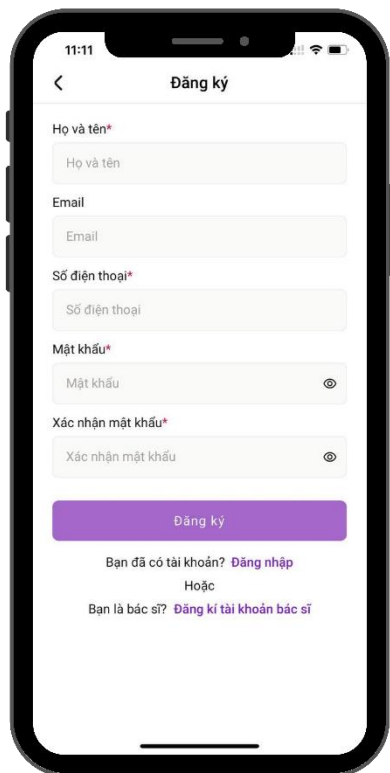 11:11
Đăng ký
Họ và tên*
Họ và tên
Email
Email
Số điện thoại*
Số điện thoại
Mật khẩu*
Mật khẩu
Xác nhận mật khẩu*
Xác nhận mật khẩu
Đăng ký
Bạn đã có tài khoản? Đăng nhập
Hoặc
Bạn là bác sĩ? Đăng kí tài khoản bác sĩ